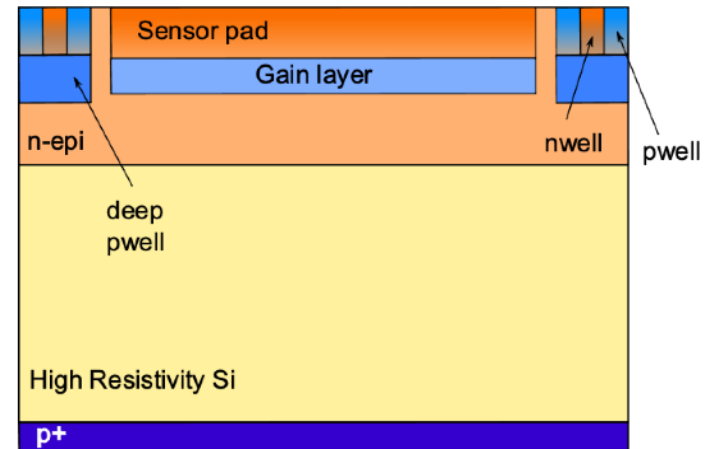 Sensor pad
Gain layer
n-epi
nwell
pwell
deep
pwell
High Resistivity Si
p+